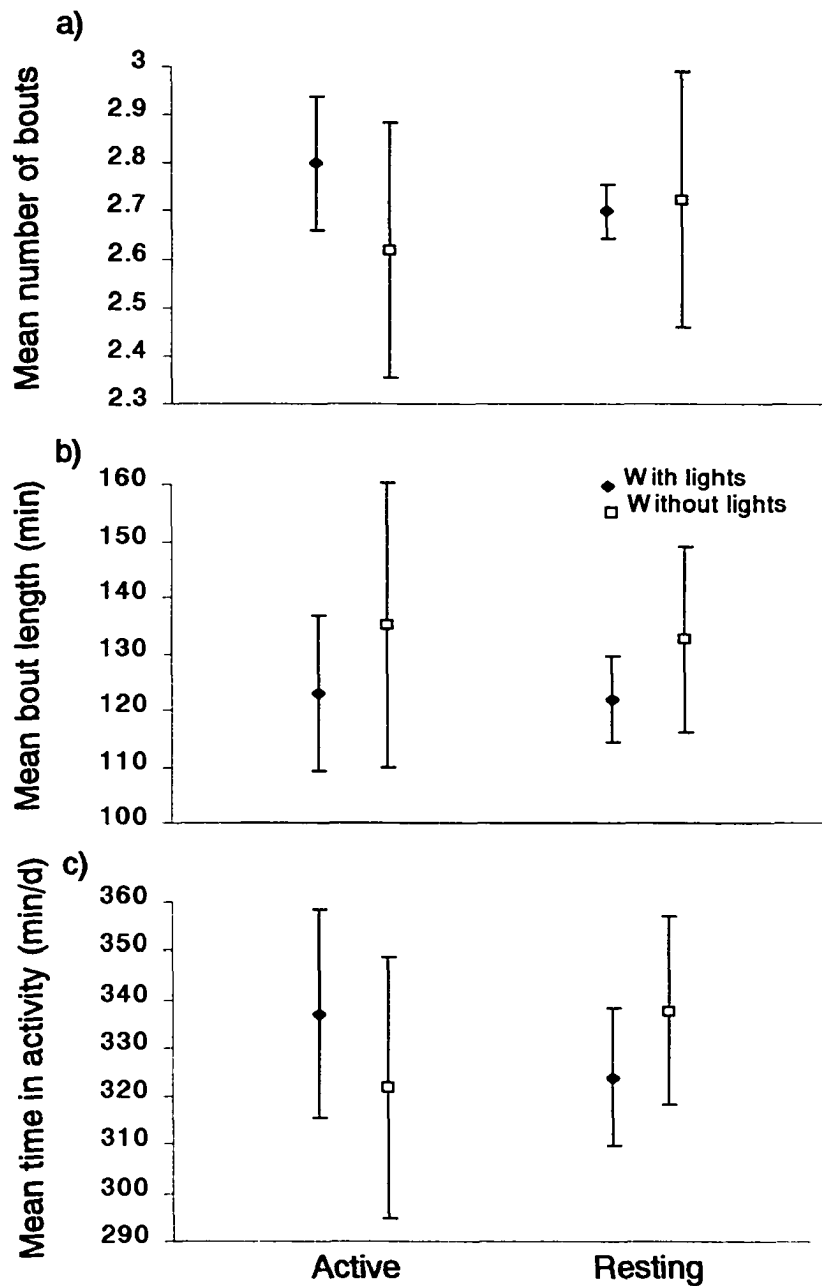 a)
Mean number of bouts
3
2.9
2.8
2.7
2.6
2.5
2.4
2.3
b)
Mean bout length (min)
160
150
140
130
120
110
100
With lights
Without lights
c)
Mean time in activity (min/d)
360
350
340
330
320
310
300
290
Active Resting